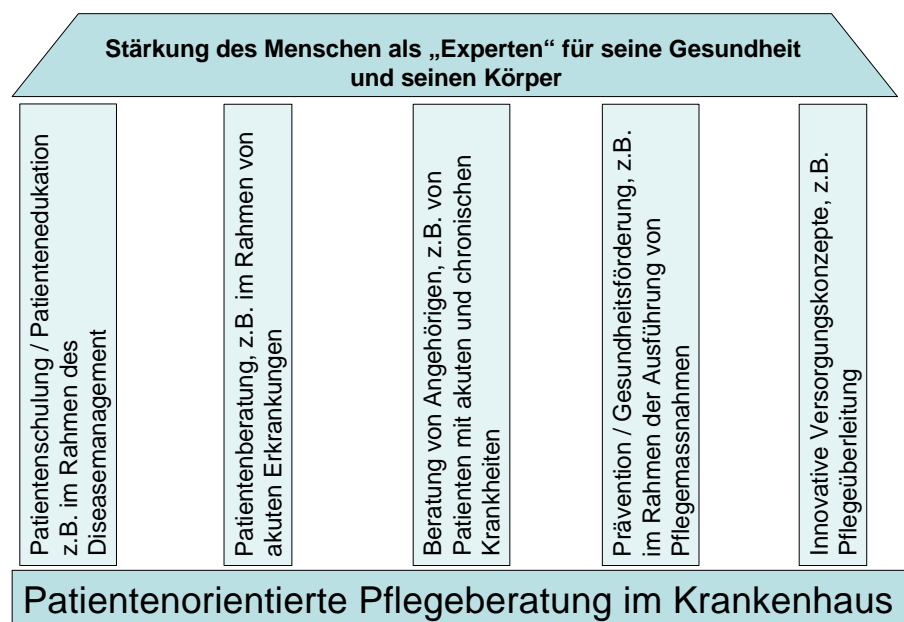 Stärkung des Menschen als „Experten“ für seine Gesundheit
und seinen Körper
Patientenschulung / Patientenedukation
z.B. im Rahmen des
Diseasemanagement
Patientenberatung, z.B. im Rahmen von
akuten Erkrankungen
Beratung von Angehörigen, z.B. von
Patienten mit akuten und chronischen
Krankheiten
Prävention / Gesundheitsförderung, z.B.
im Rahmen der Ausführung von
Pflegemassnahmen
Innovative Versorgungskonzepte, z.B.
Pflegeüberleitung
Patientenorientierte Pflegeberatung im Krankenhaus